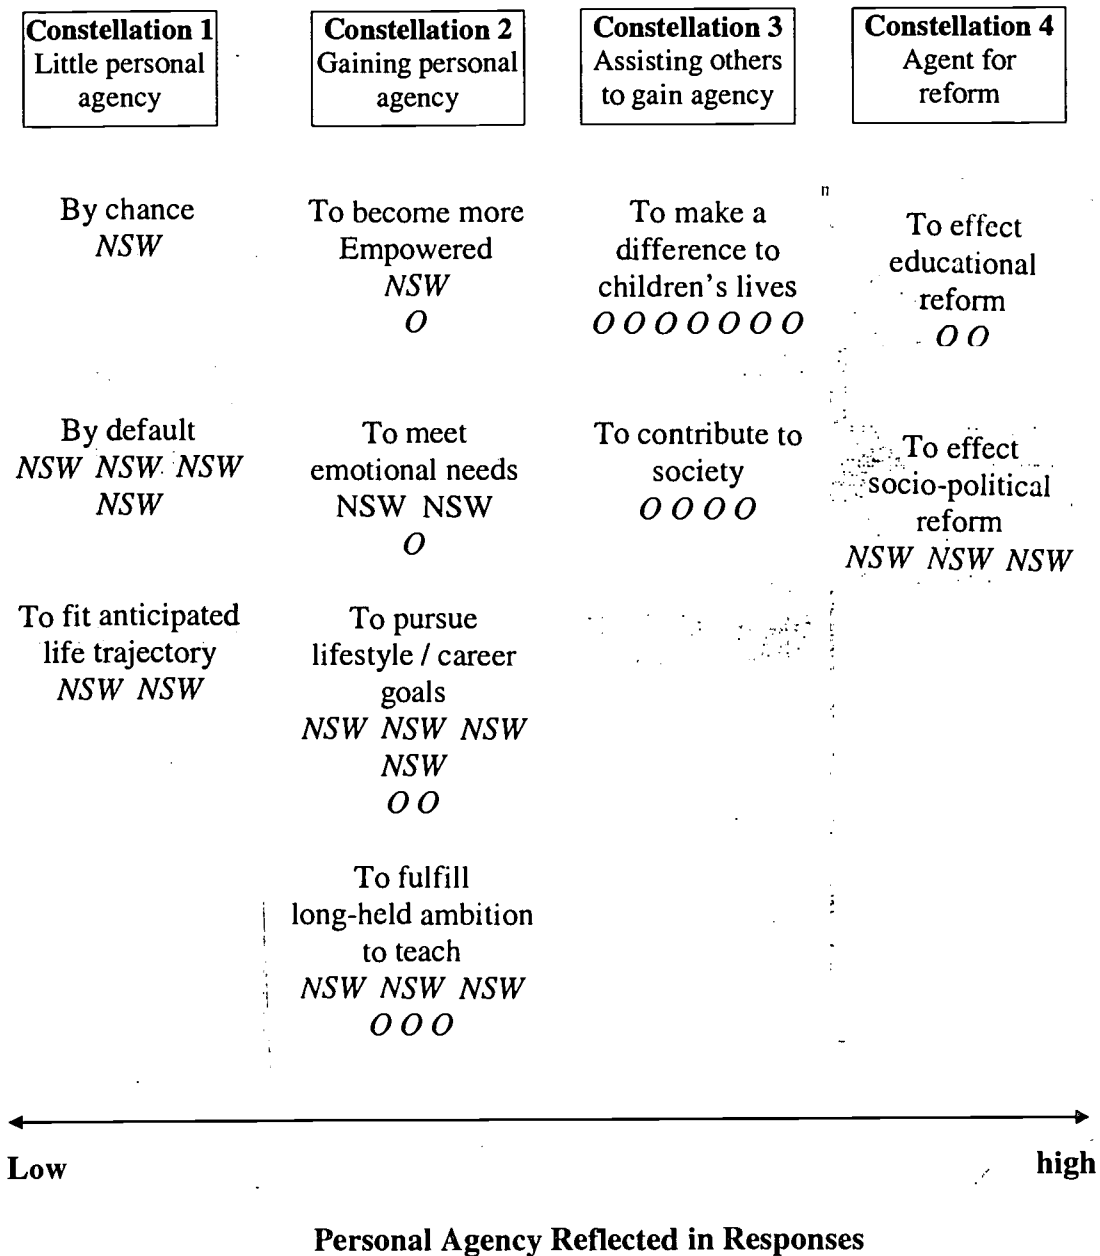 Constellation 1
Little personal
agency
Constellation 2
Gaining personal
agency
Constellation 3
Assisting others
to gain agency
Constellation 4
Agent for
reform
By chance
NSW
To become more
Empowered
NSW
O
To make a
difference to
children's lives
O O O O O O O
To effect
educational
reform
O O
By default
NSW NSW NSW
NSW
To meet
emotional needs
NSW NSW
O
To contribute to
society
O O O O
To effect
socio-political
reform
NSW NSW NSW
To fit anticipated
life trajectory
NSW NSW
To pursue
lifestyle / career
goals
NSW NSW NSW
NSW
O O
To fulfill
long-held ambition
to teach
NSW NSW NSW
O O O
Low
high
Personal Agency Reflected in Responses